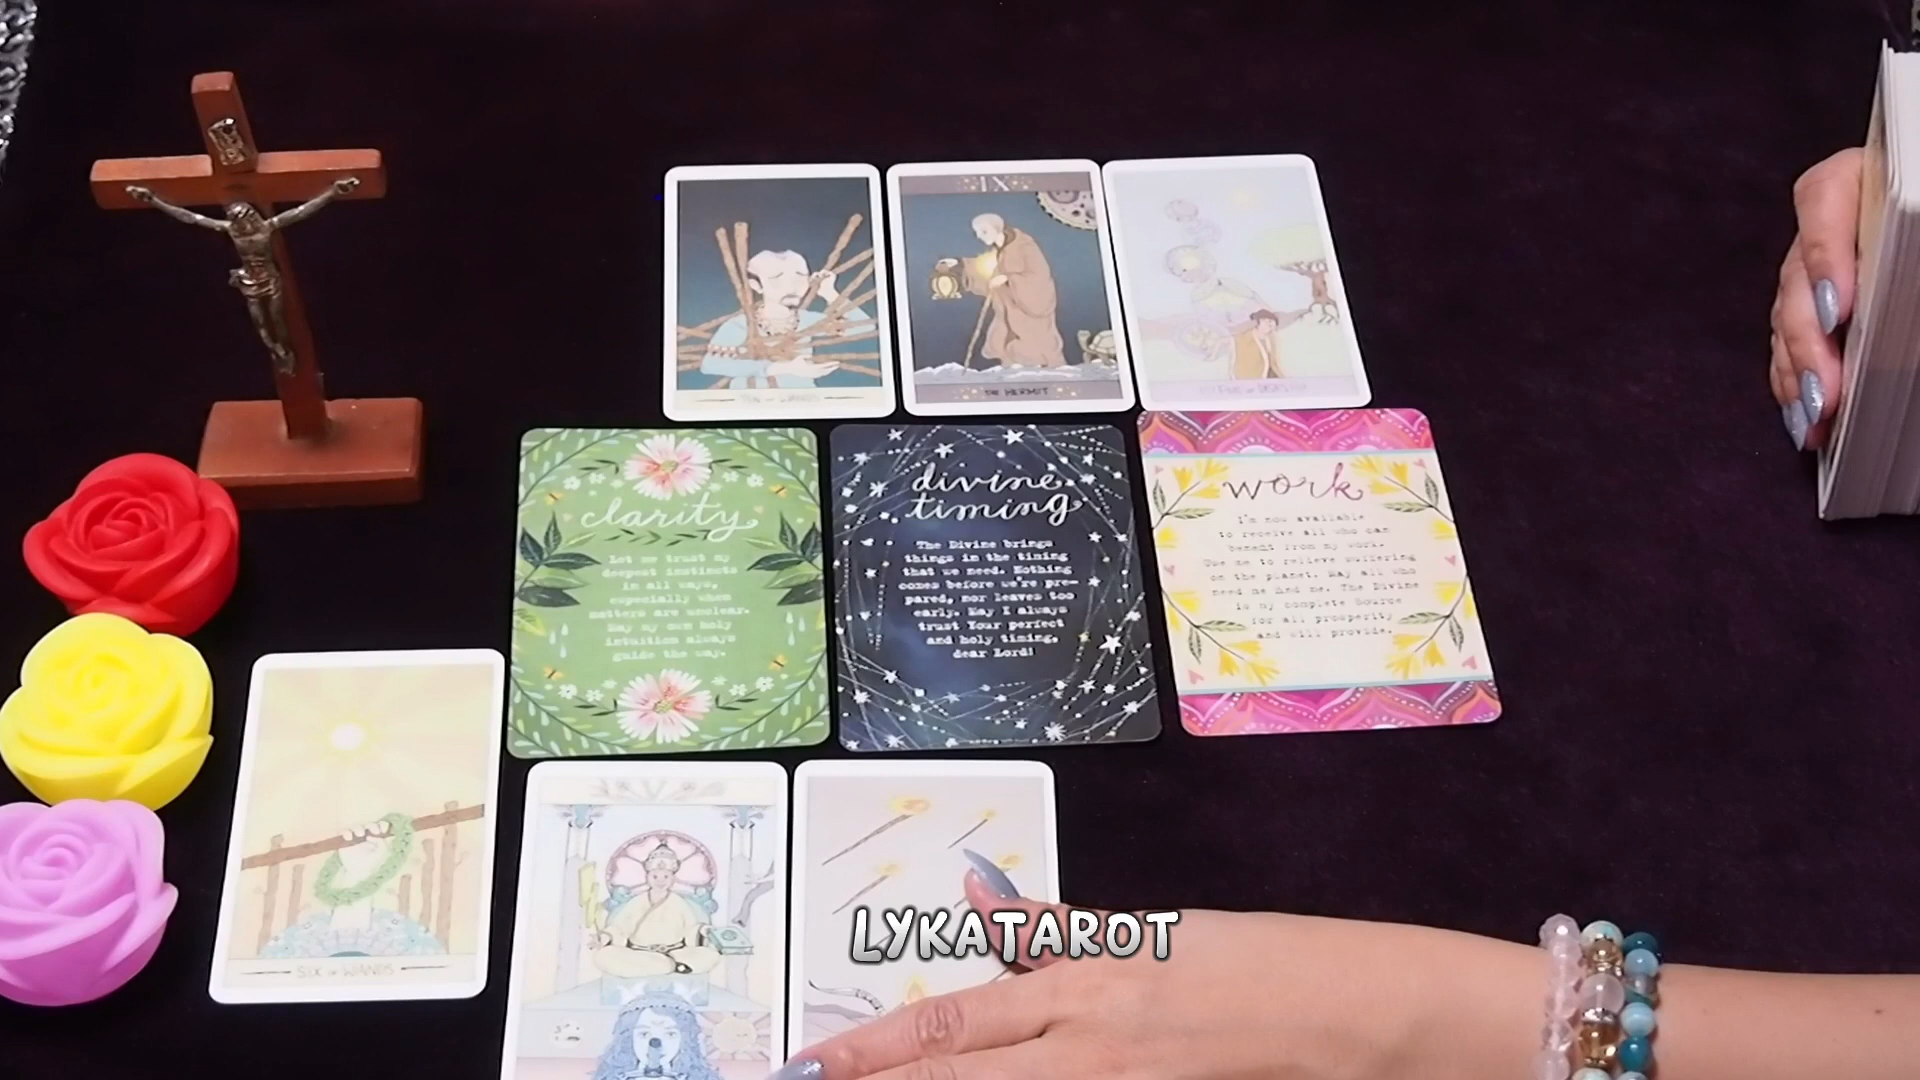 IX
TEN OF WANDS
THE HERMIT
clarity
Let me trust my
deepest instincts
in all ways,
especially when
matters are unclear.
May my own holy
intuition always
guide the way.
divine
timing
The Divine brings
things in the timing
that we need. Nothing
comes before we're pre-
pared, nor leaves too
early. May I always
trust Your perfect
and holy timing,
dear Lord!
work
I'm now available
to receive all who can
benefit from my work.
Use me to relieve suffering
on the planet. May all who
need me find me. The Divine
is my complete Source
for all prosperity
and will provide.
SIX OF WANDS
LYKATAROT